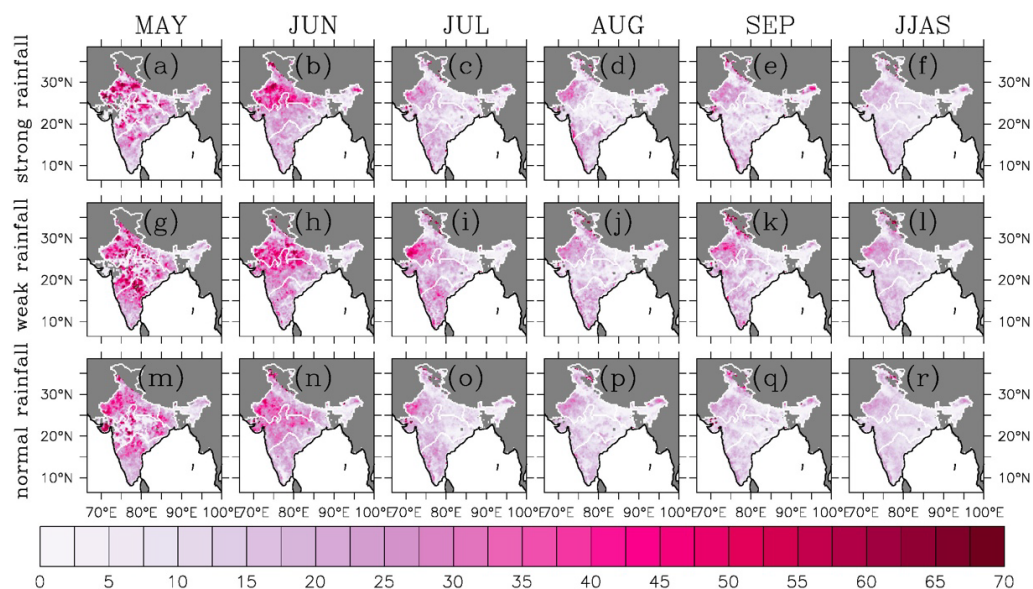 MAY JUN JUL AUG SEP JJAS
strong rainfall
30°N (a) (b) (c) (d) (e) (f) 30°N
20°N 20°N
10°N 10°N
weak rainfall
30°N (g) (h) (i) (j) (k) (l) 30°N
20°N 20°N
10°N 10°N
normal rainfall
30°N (m) (n) (o) (p) (q) (r) 30°N
20°N 20°N
10°N 10°N
70°E 80°E 90°E 100°E70°E 80°E 90°E 100°E70°E 80°E 90°E 100°E70°E 80°E 90°E 100°E70°E 80°E 90°E 100°E70°E 80°E 90°E 100°E
0 5 10 15 20 25 30 35 40 45 50 55 60 65 70